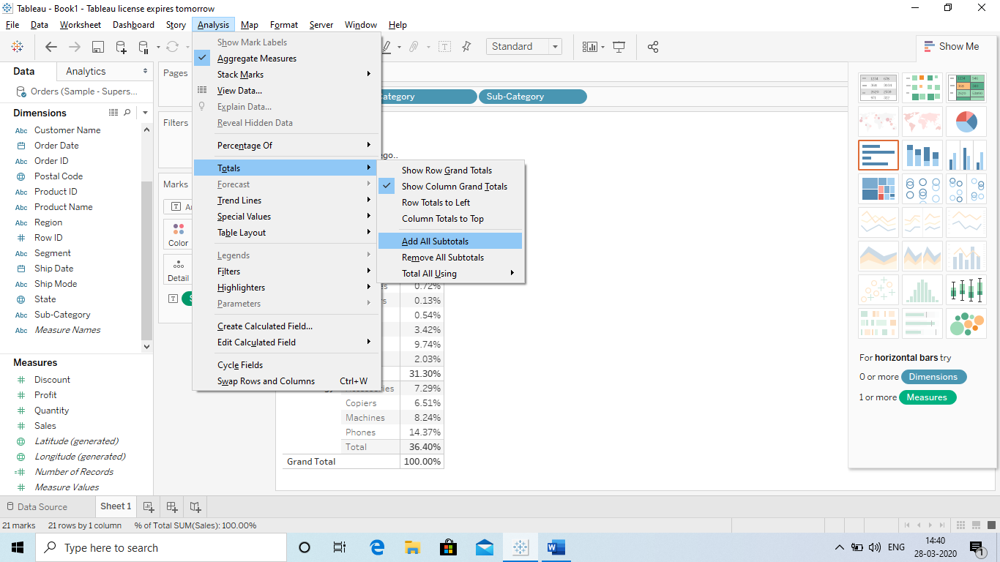 Tableau - Book1 - Tableau license expires tomorrow
File Data Worksheet Dashboard Story Analysis Map Format Server Window Help
Standard
Show Me
Data Analytics
Orders (Sample - Supers...
Dimensions
Abc Customer Name
Order Date
Abc Order ID
Postal Code
Abc Product ID
Abc Product Name
Abc Region
Row ID
Abc Segment
Ship Date
Abc Ship Mode
State
Abc Sub-Category
Abc Measure Names
Measures
Discount
Profit
Quantity
Sales
Latitude (generated)
Longitude (generated)
Number of Records
Measure Values
Pages
Filters
Marks
Color
Detail
Show Mark Labels
Aggregate Measures
Stack Marks
View Data...
Explain Data...
Reveal Hidden Data
Percentage Of
Totals
Forecast
Trend Lines
Special Values
Table Layout
Legends
Filters
Highlighters
Parameters
Create Calculated Field...
Edit Calculated Field
Cycle Fields
Swap Rows and Columns Ctrl+W
Show Row Grand Totals
Show Column Grand Totals
Row Totals to Left
Column Totals to Top
Add All Subtotals
Remove All Subtotals
Total All Using
ategory Sub-Category
ego..
0.72%
0.13%
0.54%
3.42%
9.74%
2.03%
31.30%
7.29%
Copiers 6.51%
Machines 8.24%
Phones 14.37%
Total 36.40%
Grand Total 100.00%
For horizontal bars try
0 or more Dimensions
1 or more Measures
Data Source Sheet 1
21 marks 21 rows by 1 column % of Total SUM(Sales): 100.00%
Type here to search
ENG
14:40
28-03-2020
1